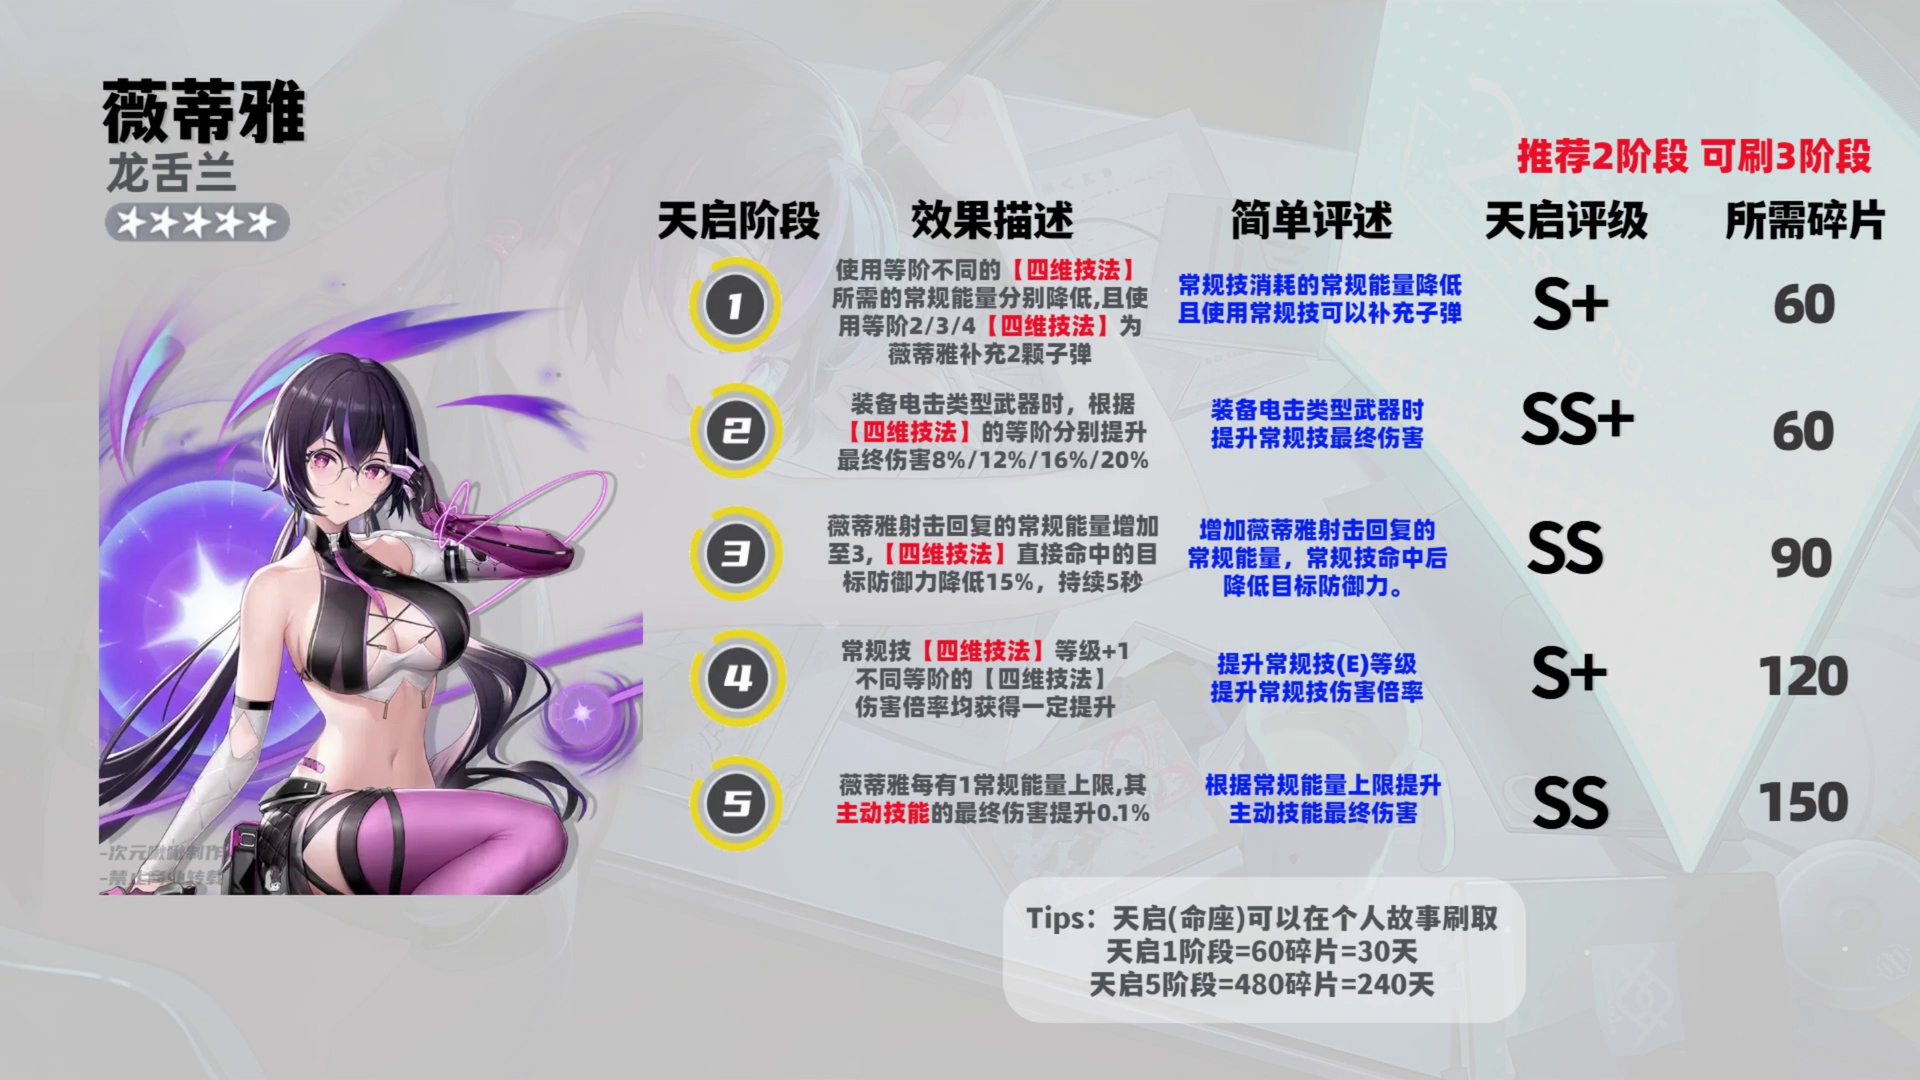 薇蒂雅
龙舌兰
推荐2阶段 可刷3阶段
天启阶段 效果描述 简单评述 天启评级 所需碎片
1
使用等阶不同的【四维技法】
所需的常规能量分别降低,且使
用等阶2/3/4【四维技法】为
薇蒂雅补充2颗子弹
常规技消耗的常规能量降低
且使用常规技可以补充子弹
S+
60
2
装备电击类型武器时，根据
【四维技法】的等阶分别提升
最终伤害8%/12%/16%/20%
装备电击类型武器时
提升常规技最终伤害
SS+
60
3
薇蒂雅射击回复的常规能量增加
至3,【四维技法】直接命中的目
标防御力降低15%，持续5秒
增加薇蒂雅射击回复的
常规能量，常规技命中后
降低目标防御力。
SS
90
4
常规技【四维技法】等级+1
不同等阶的【四维技法】
伤害倍率均获得一定提升
提升常规技(E)等级
提升常规技伤害倍率
S+
120
5
薇蒂雅每有1常规能量上限,其
主动技能的最终伤害提升0.1%
根据常规能量上限提升
主动技能最终伤害
SS
150
-次元啾啾制作
-禁止商业转载
Tips：天启(命座)可以在个人故事刷取
天启1阶段=60碎片=30天
天启5阶段=480碎片=240天